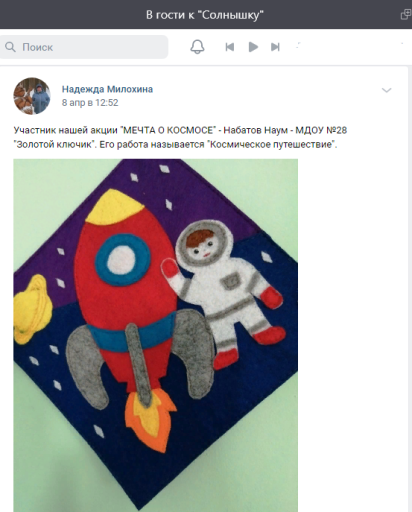 В гости к "Солнышку"
Поиск
Надежда Милохина
8 апр в 12:52
Участник нашей акции "МЕЧТА О КОСМОСЕ" - Набатов Наум - МДОУ №28
"Золотой ключик". Его работа называется "Космическое путешествие".